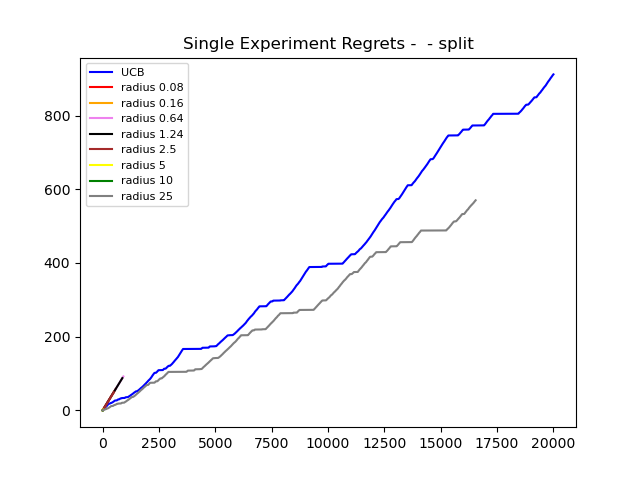 Single Experiment Regrets -  - split
UCB
radius 0.08
radius 0.16
radius 0.64
radius 1.24
radius 2.5
radius 5
radius 10
radius 25
800
600
400
200
0
0 2500 5000 7500 10000 12500 15000 17500 20000